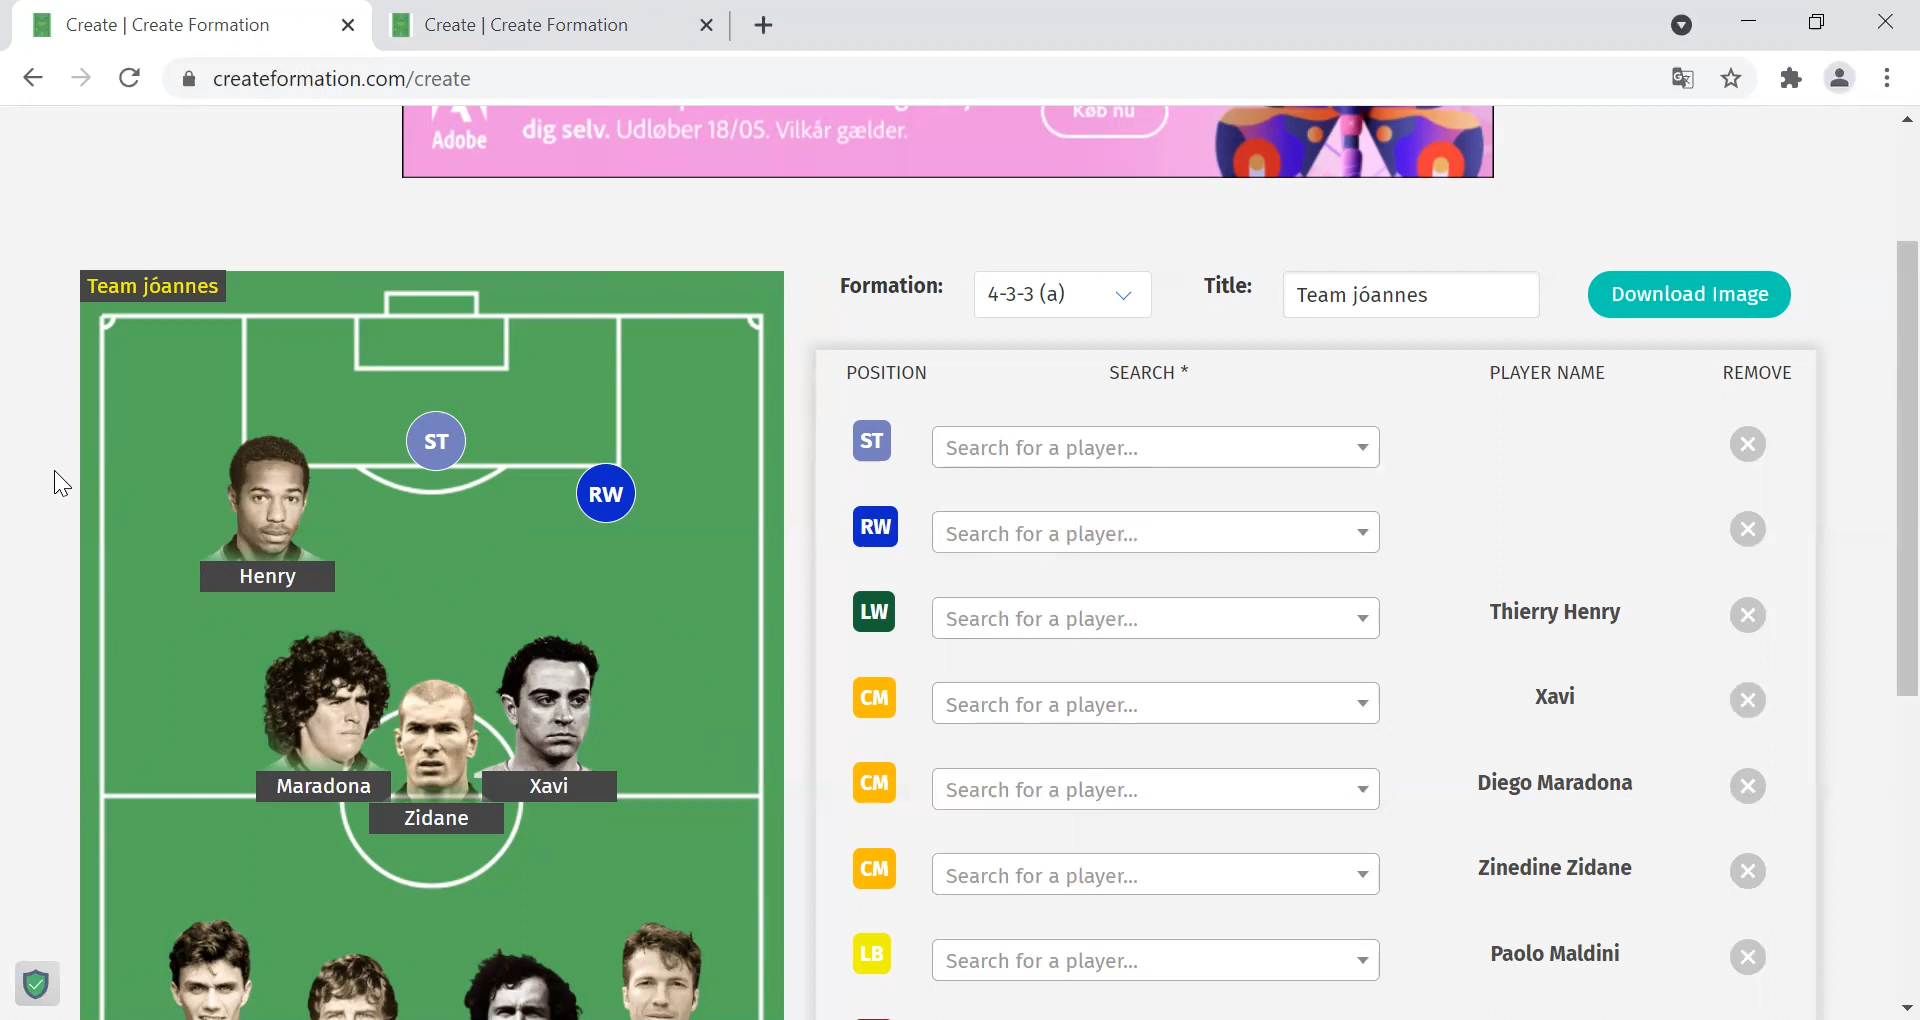 Create | Create Formation
Create | Create Formation
createformation.com/create
Adobe
dig selv. Udløber 18/05. Vilkår gælder.
Køb nu
Team jóannes
Formation:
4-3-3 (a)
Title:
Team jóannes
Download Image
POSITION SEARCH * PLAYER NAME REMOVE
ST
Search for a player...
RW
Search for a player...
LW
Search for a player...
Thierry Henry
CM
Search for a player...
Xavi
CM
Search for a player...
Diego Maradona
CM
Search for a player...
Zinedine Zidane
LB
Search for a player...
Paolo Maldini
ST
RW
Henry
Maradona
Xavi
Zidane